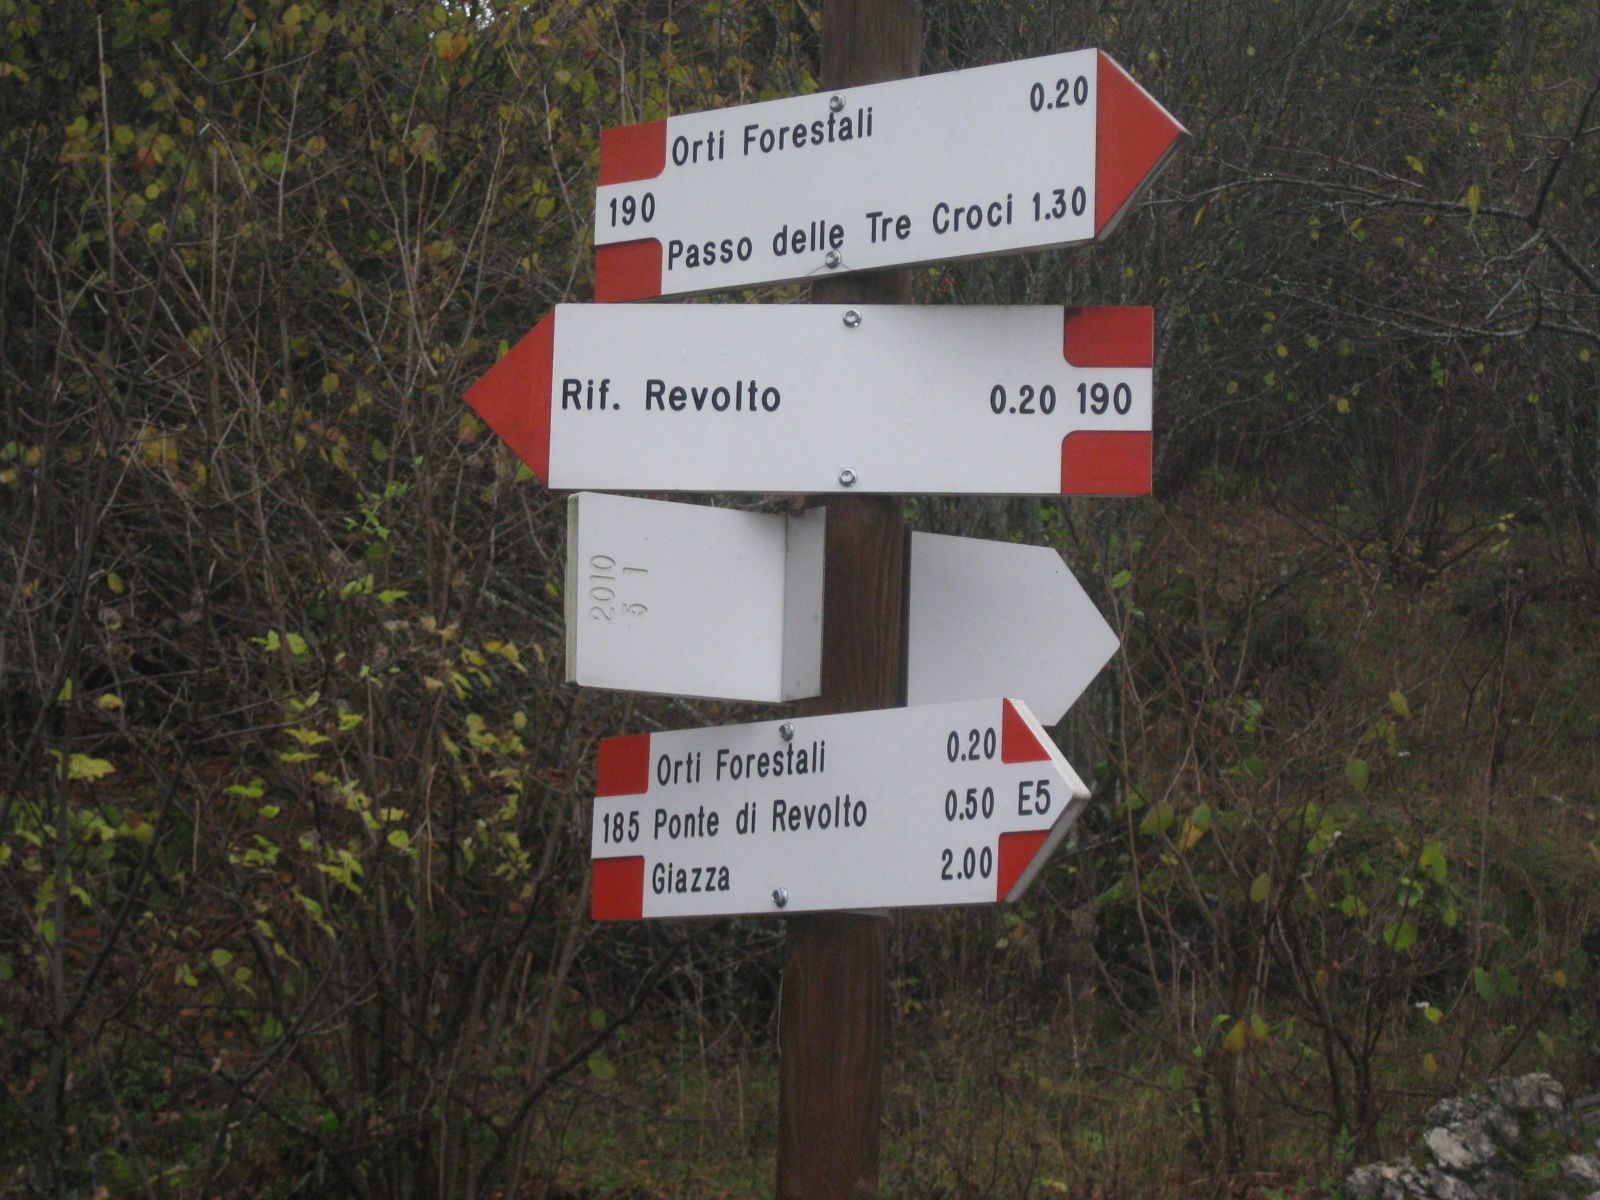 Orti Forestali 0.20
190
Passo delle Tre Croci 1.30
Rif. Revolto 0.20 190
2010
5 1
Orti Forestali 0.20
185 Ponte di Revolto 0.50 E5
Giazza 2.00